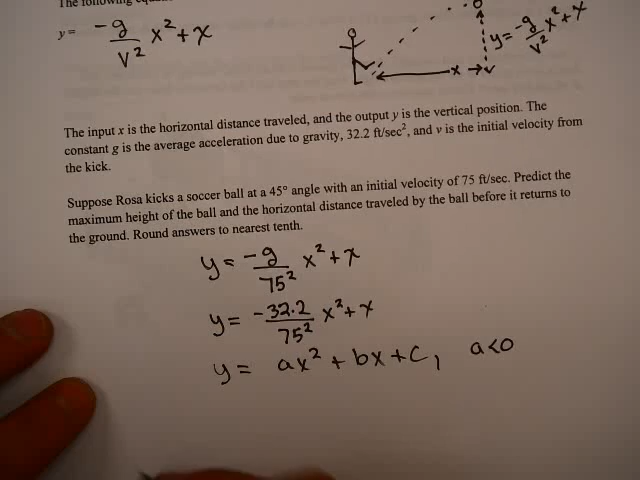 The following
y = -g/v² x² + x
x
y = -g/v² x² + x
The input x is the horizontal distance traveled, and the output y is the vertical position. The
constant g is the average acceleration due to gravity, 32.2 ft/sec², and v is the initial velocity from
the kick.
Suppose Rosa kicks a soccer ball at a 45° angle with an initial velocity of 75 ft/sec. Predict the
maximum height of the ball and the horizontal distance traveled by the ball before it returns to
the ground. Round answers to nearest tenth.
y = -g/75² x² + x
y = -32.2/75² x² + x
y = ax² + bx + c, a<0